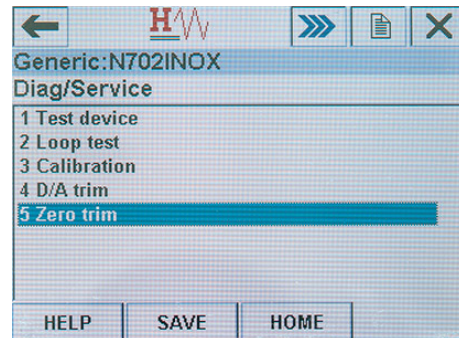 H
Generic:N702INOX
Diag/Service
1 Test device
2 Loop test
3 Calibration
4 D/A trim
5 Zero trim
HELP SAVE HOME